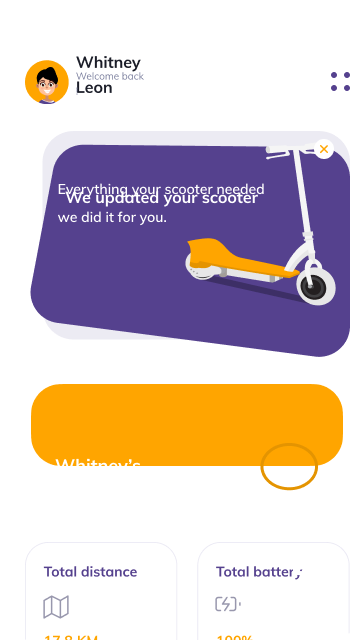 Whitney
Welcome back
Leon
Everything your scooter needed
We updated your scooter
we did it for you.
Whitney's
Total distance
Total battery
17.8 KM
100%